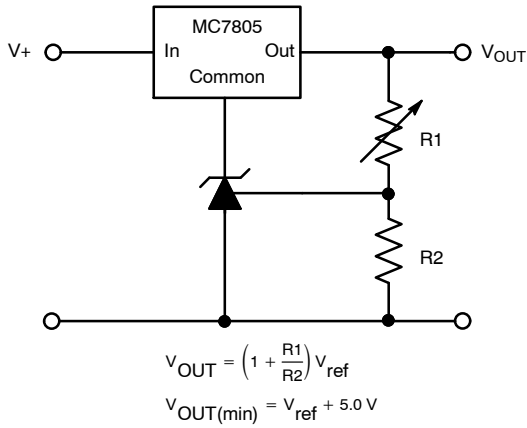 MC7805
V+
In
Out
VOUT
Common
R1
R2
VOUT = (1 + R1/R2) Vref
VOUT(min) = Vref + 5.0 V